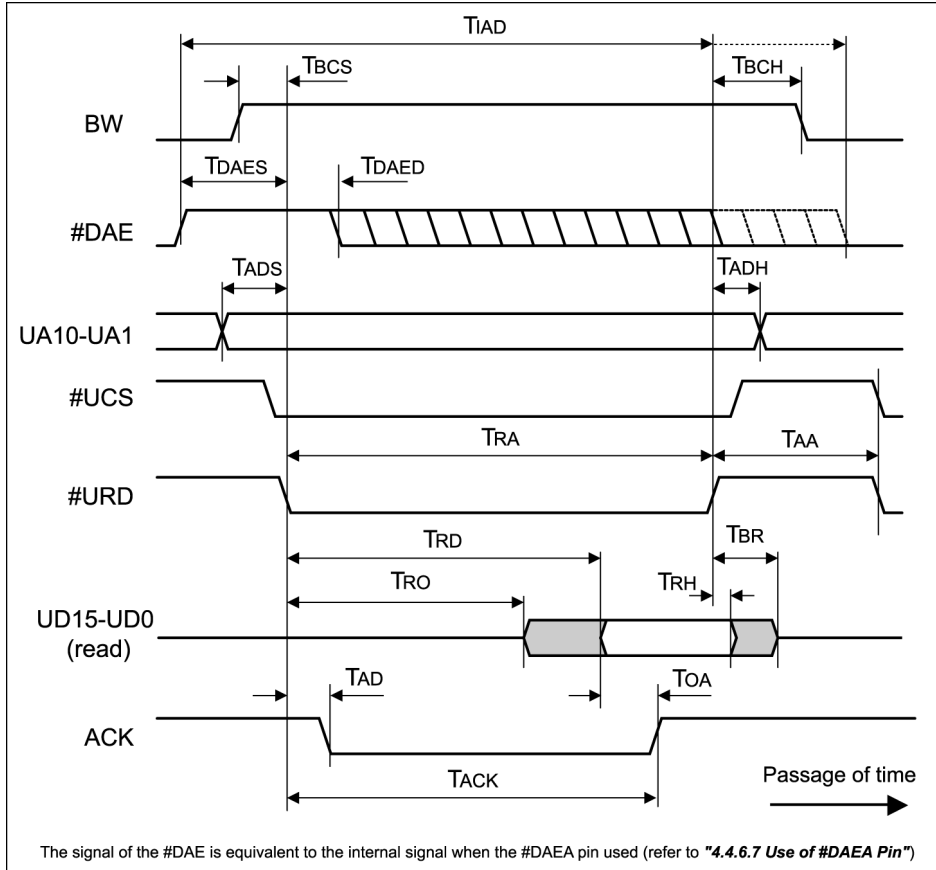 TIAD
TBCS
TBCH
BW
TDAES
TDAED
#DAE
TADS
TADH
UA10-UA1
#UCS
TRA
TAA
#URD
TRD
TBR
TRO
TRH
UD15-UD0
(read)
TAD
TOA
ACK
TACK
Passage of time
The signal of the #DAE is equivalent to the internal signal when the #DAEA pin used (refer to "4.4.6.7 Use of #DAEA Pin")